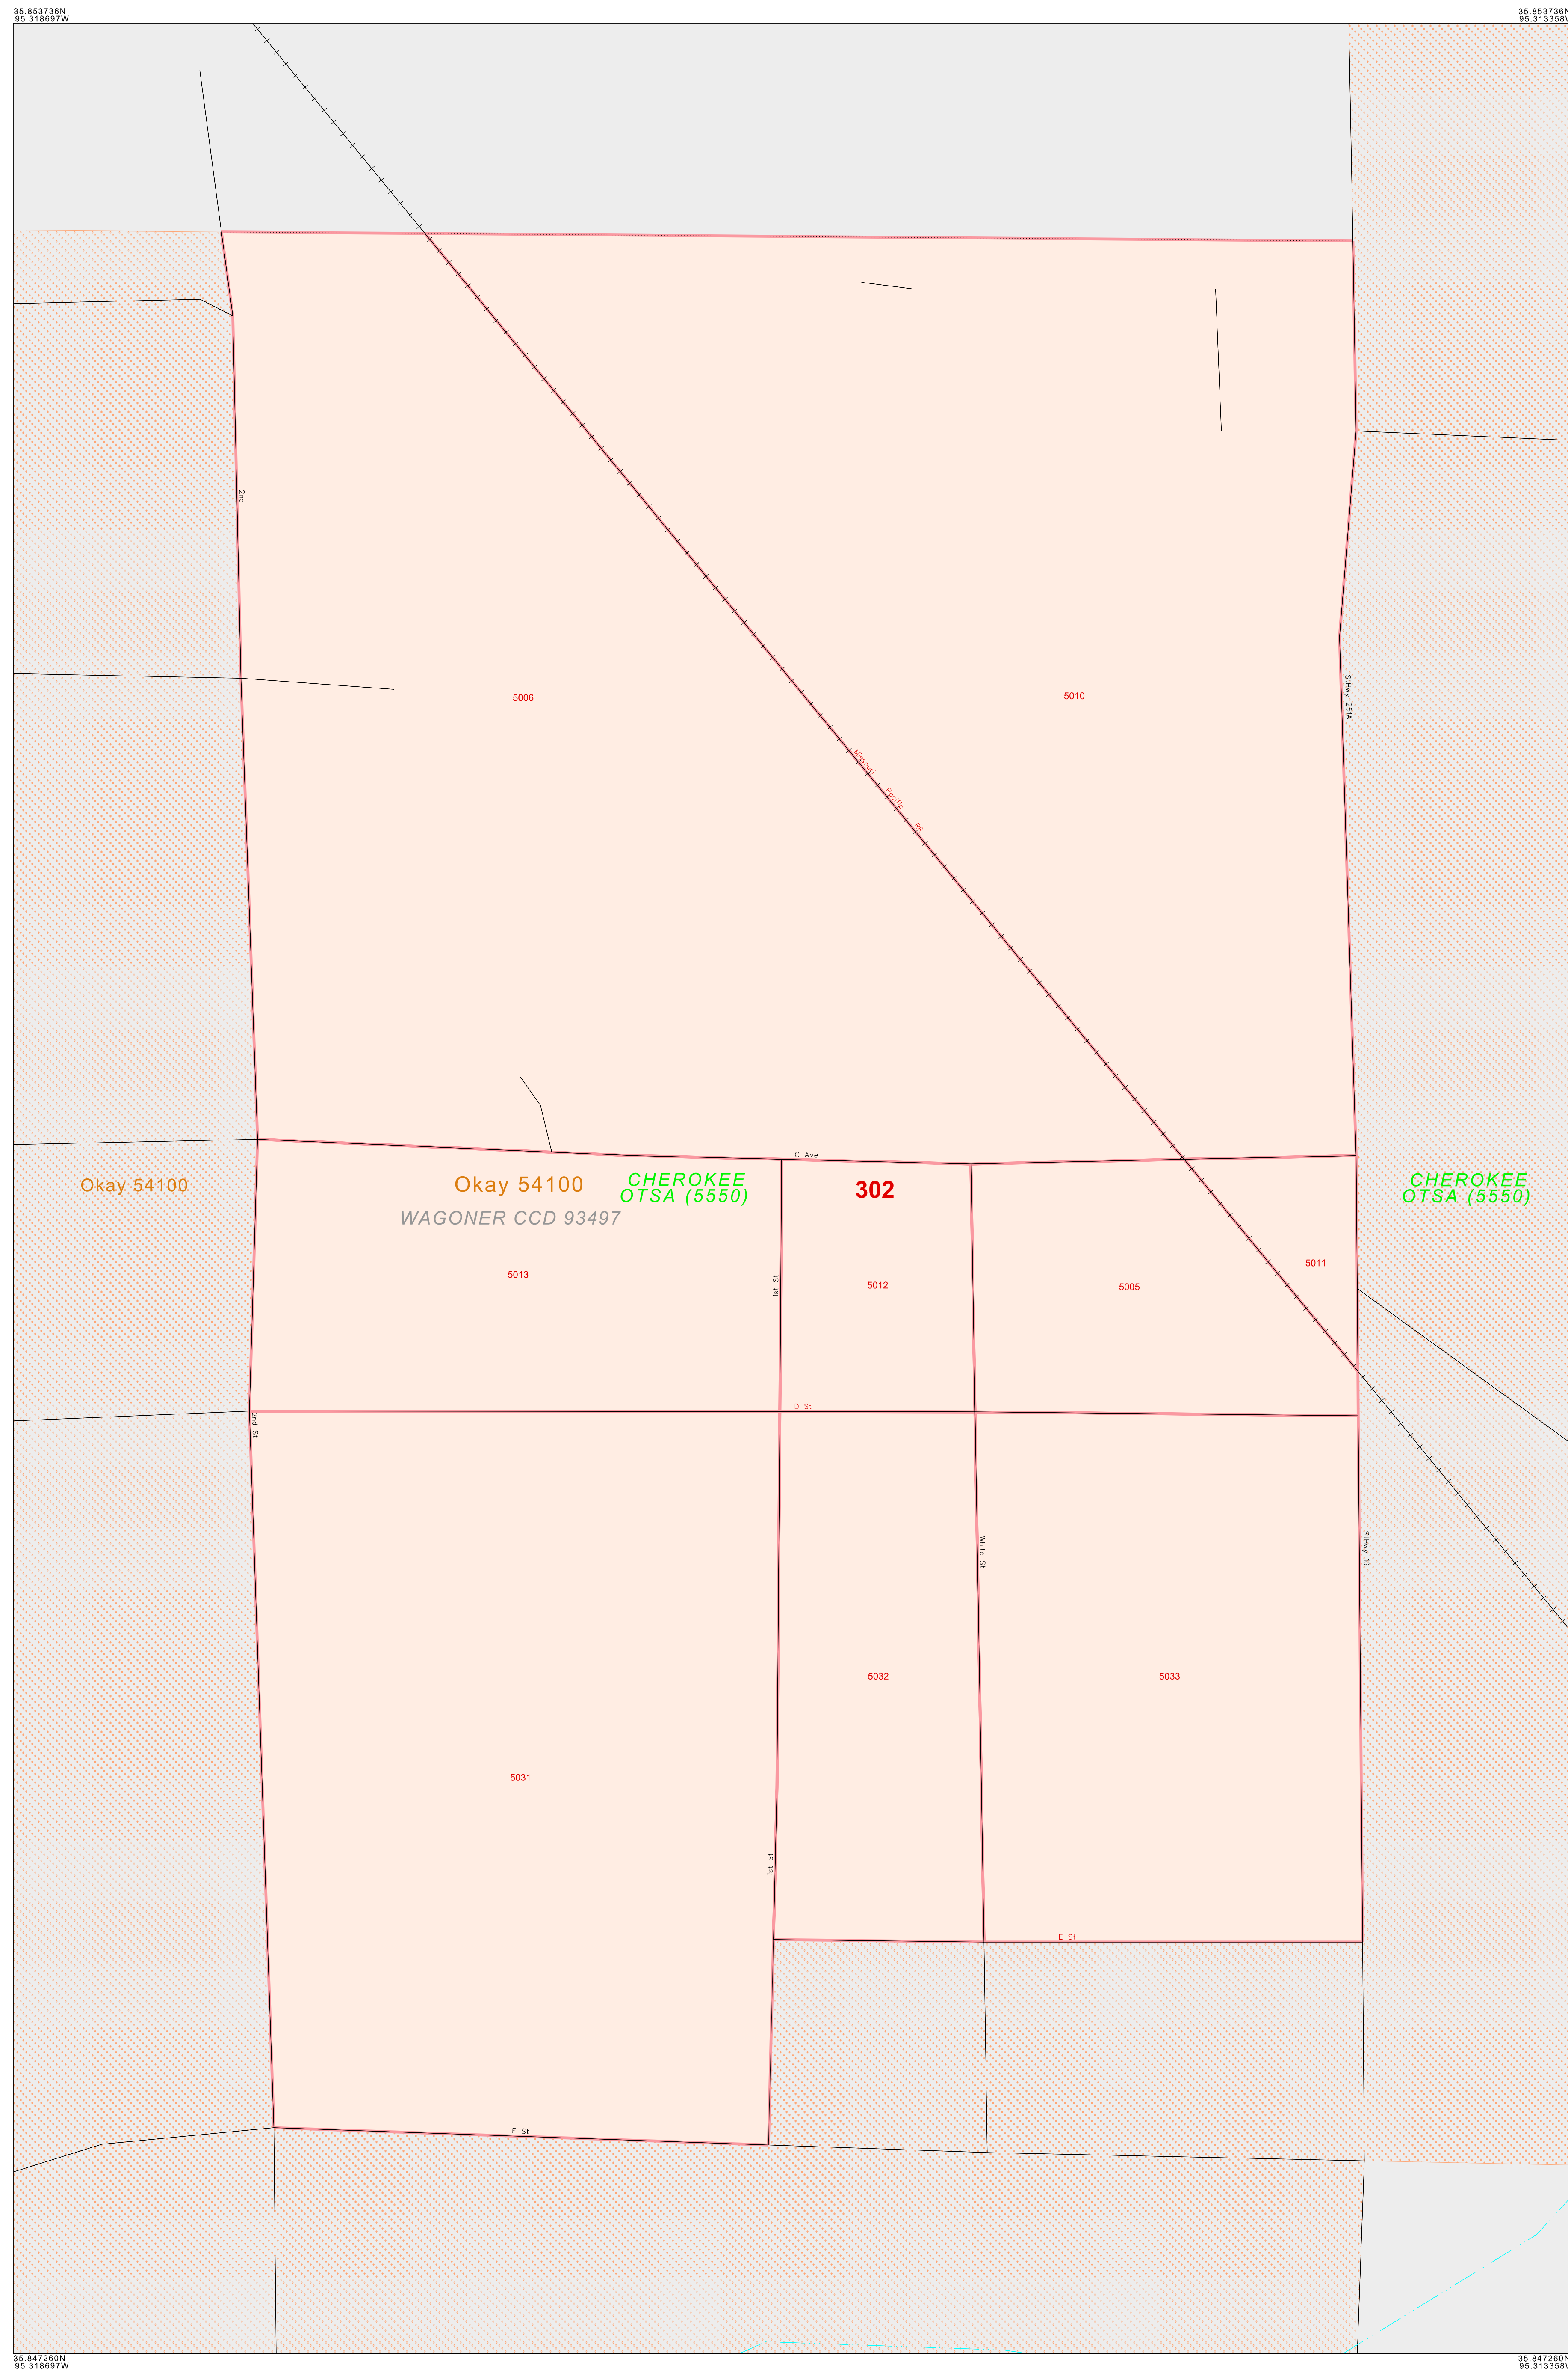 35.853736N
95.318697W
35.853736N
95.313358W
2nd
5006
5010
StHwy 251A
Missouri Pacific RR
C Ave
Okay 54100
Okay 54100
CHEROKEE
OTSA (5550)
302
CHEROKEE
OTSA (5550)
WAGONER CCD 93497
5013
1st St
5012
5005
5011
D St
2nd St
White St
StHwy 16
5032
5033
5031
1st St
E St
F St
35.847260N
95.318697W
35.847260N
95.313358W